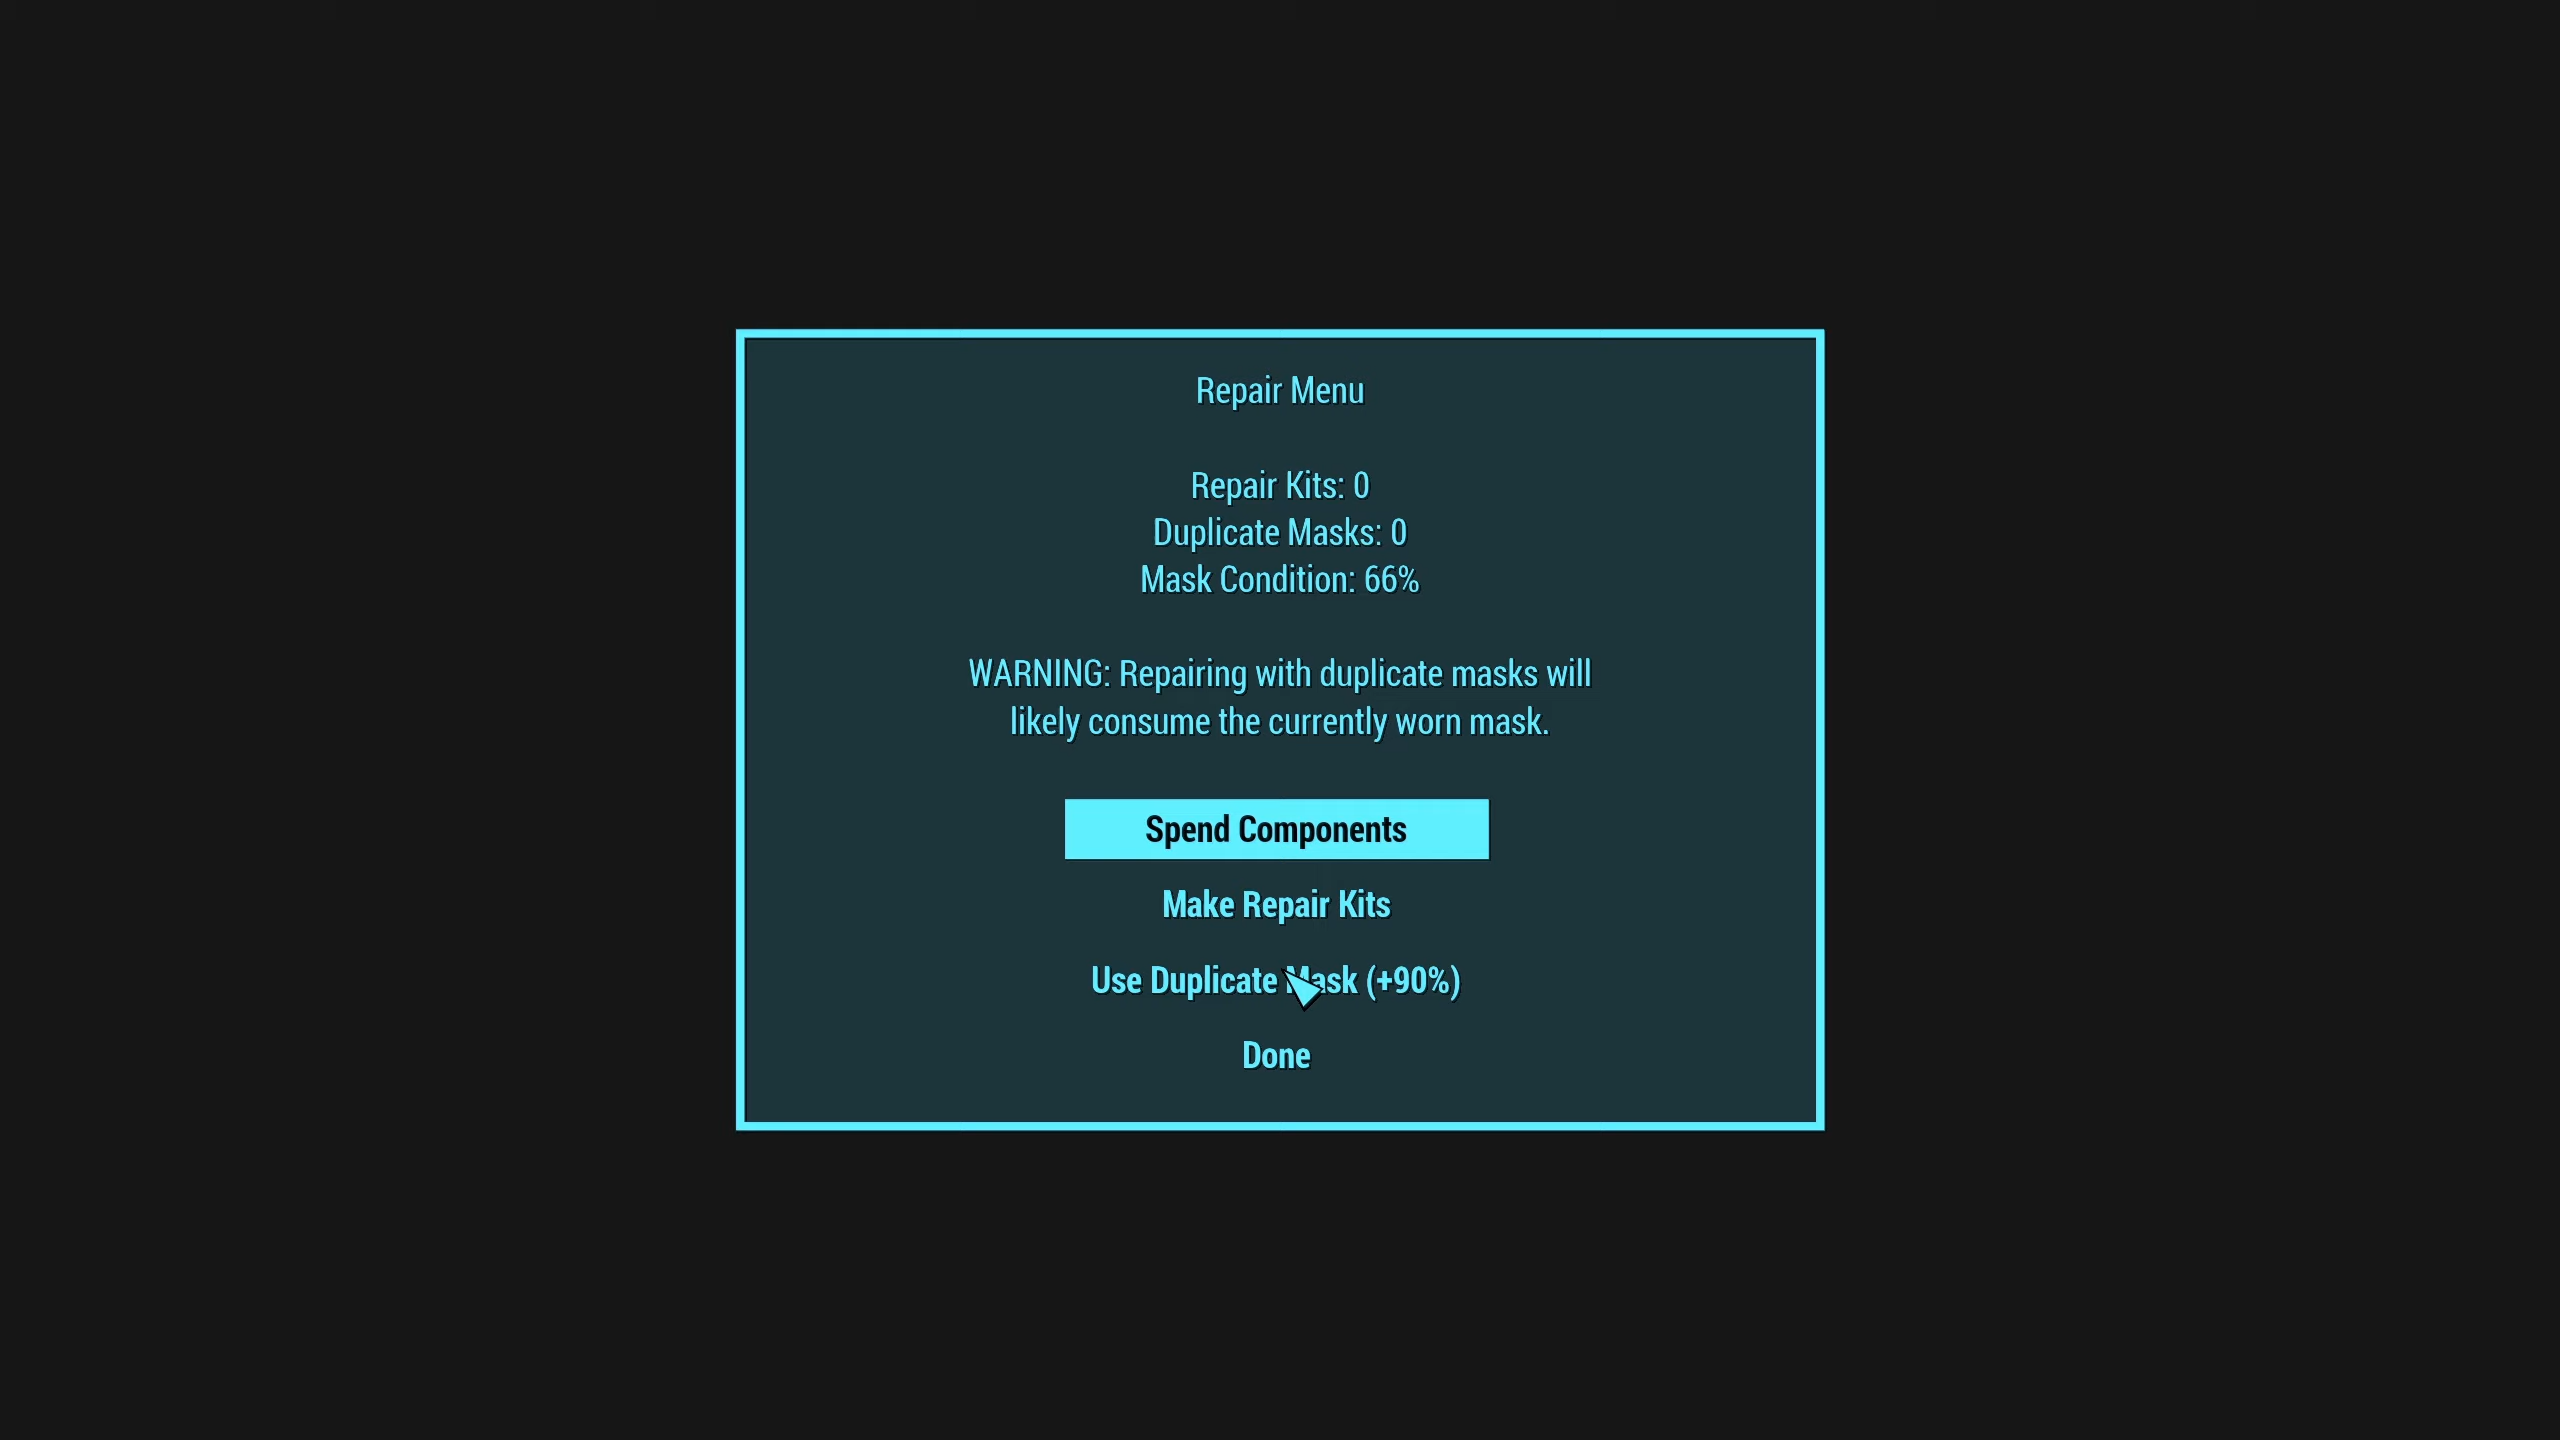 Repair Menu
Repair Kits: 0
Duplicate Masks: 0
Mask Condition: 66%
WARNING: Repairing with duplicate masks will
likely consume the currently worn mask.
Spend Components
Make Repair Kits
Use Duplicate Mask (+90%)
Done